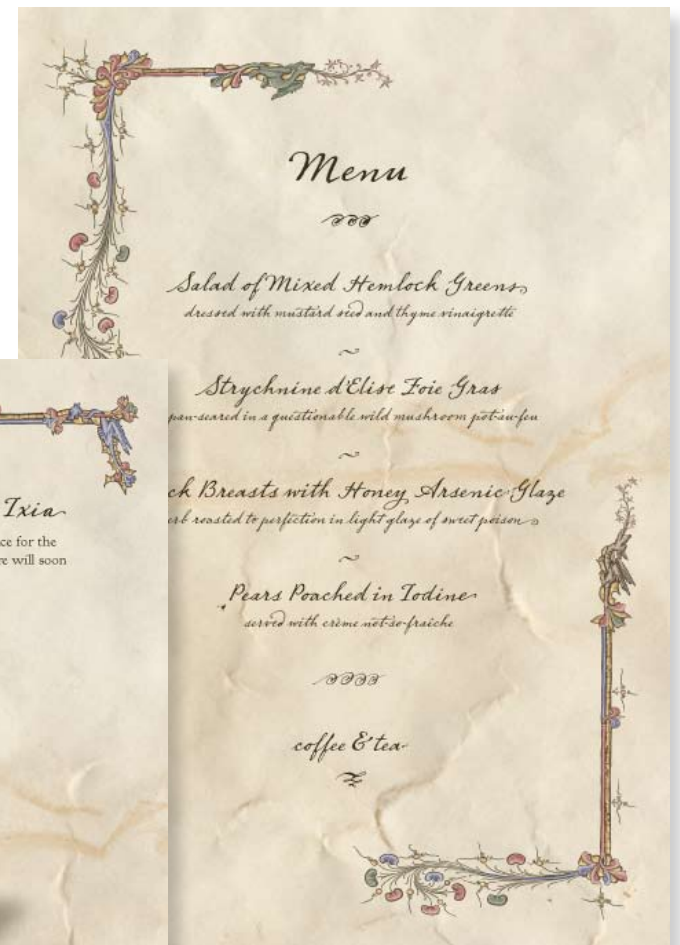 Menu
Salad of Mixed Hemlock Greens
dressed with mustard seed and thyme vinaigrette
~
Strychnine d'Elise Foie Gras
pan-seared in a questionable wild mushroom pot-au-feu
~
ck Breasts with Honey Arsenic Glaze
erb roasted to perfection in light glaze of sweet poison
~
Pears Poached in Iodine
served with crème not-so-fraîche
coffee & tea
Ixia
ce for the
re will soon